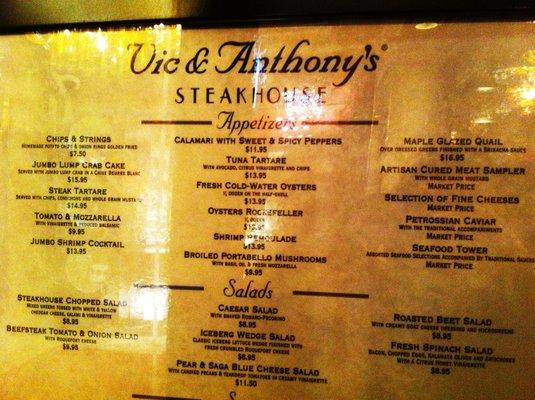 Vic & Anthony's®
STEAKHOUSE
Appetizers
Chips & Strings
Homemade potato chips & onion rings golden fried
$7.50
Jumbo Lump Crab Cake
Served with jumbo lump crab in a Chive Beurre Blanc
$15.95
Steak Tartare
Served with chips, cornichons and whole grain mustard
$14.95
Tomato & Mozzarella
with vinaigrette & reduced balsamic
$9.95
Jumbo Shrimp Cocktail
$13.95
Calamari with Sweet & Spicy Peppers
$11.95
Tuna Tartare
with avocado, citrus vinaigrette and chips
$13.95
Fresh Cold-Water Oysters
½ dozen on the half-shell
$13.95
Oysters Rockefeller
½ dozen
$13.95
Shrimp Remoulade
$13.95
Broiled Portabello Mushrooms
with basil oil & fresh mozzarella
$9.95
Maple Glazed Quail
Over dressed greens finished with a Sriracha sauce
$16.95
Artisan Cured Meat Sampler
with whole grain mustard
Market Price
Selection of Fine Cheeses
Market Price
Petrossian Caviar
with the traditional accompaniments
Market Price
Seafood Tower
Assorted Seafood Selections Accompanied by Traditional Sauces
Market Price
Salads
Steakhouse Chopped Salad
Mixed greens tossed with
cheddar cheese, salami & vinaigrette
$8.95
Beefsteak Tomato & Onion Salad
with Roquefort cheese
$9.95
Caesar Salad
with shaved Romano-Pecorino
$8.95
Iceberg Wedge Salad
Classic iceberg lettuce wedge finished with
fresh crumbled Roquefort cheese
$8.95
Pear & Saga Blue Cheese Salad
with candied pecans & teardrop tomatoes in creamy vinaigrette
$11.50
Roasted Beet Salad
with creamy goat cheese dressing and microgreens
$8.95
Fresh Spinach Salad
Bacon, chopped eggs, kalamata olives and artichokes
with a citrus honey vinaigrette
$8.95